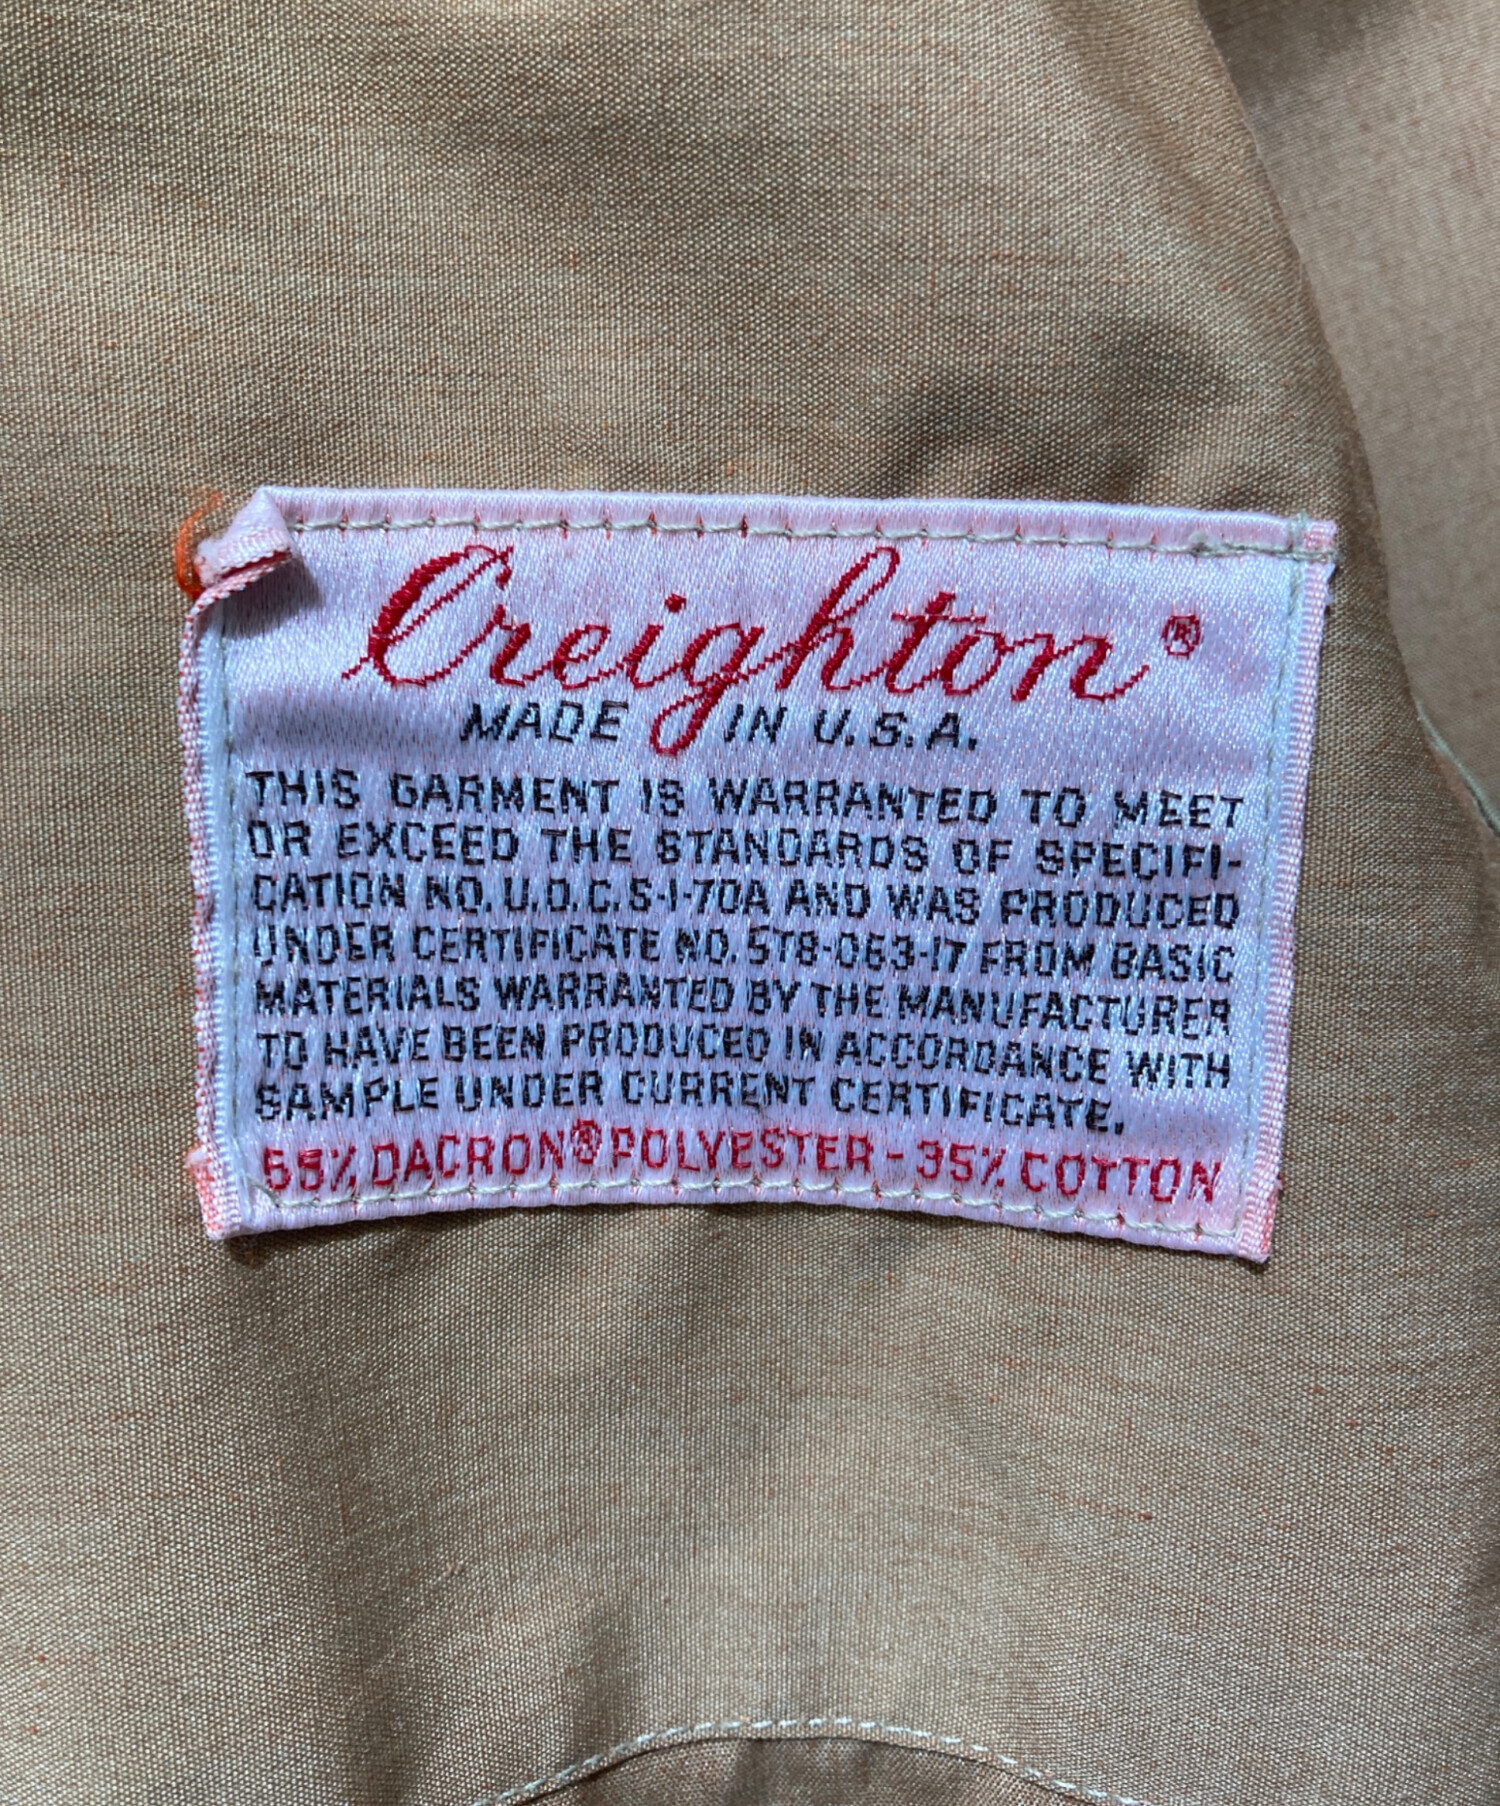 Creighton®
MADE IN U.S.A.
THIS GARMENT IS WARRANTED TO MEET
OR EXCEED THE STANDARDS OF SPECIFI-
CATION NO. U.D.C.S-1-70A AND WAS PRODUCED
UNDER CERTIFICATE NO. ST8-063-17 FROM BASIC
MATERIALS WARRANTED BY THE MANUFACTURER
TO HAVE BEEN PRODUCED IN ACCORDANCE WITH
SAMPLE UNDER CURRENT CERTIFICATE.
65% DACRON® POLYESTER - 35% COTTON